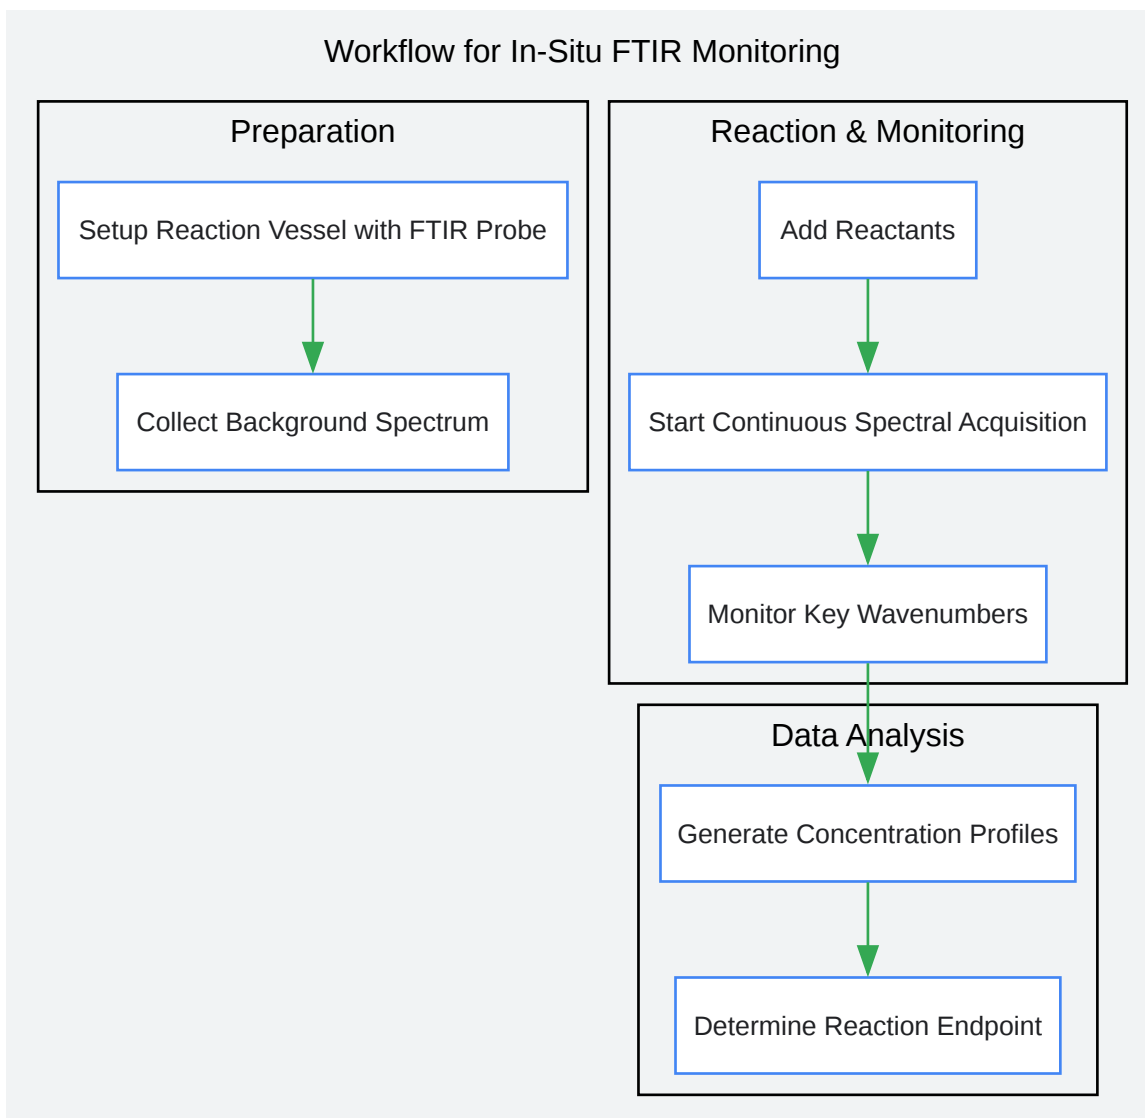 Workflow for In-Situ FTIR Monitoring
Preparation
Setup Reaction Vessel with FTIR Probe
Collect Background Spectrum
Reaction & Monitoring
Add Reactants
Start Continuous Spectral Acquisition
Monitor Key Wavenumbers
Data Analysis
Generate Concentration Profiles
Determine Reaction Endpoint